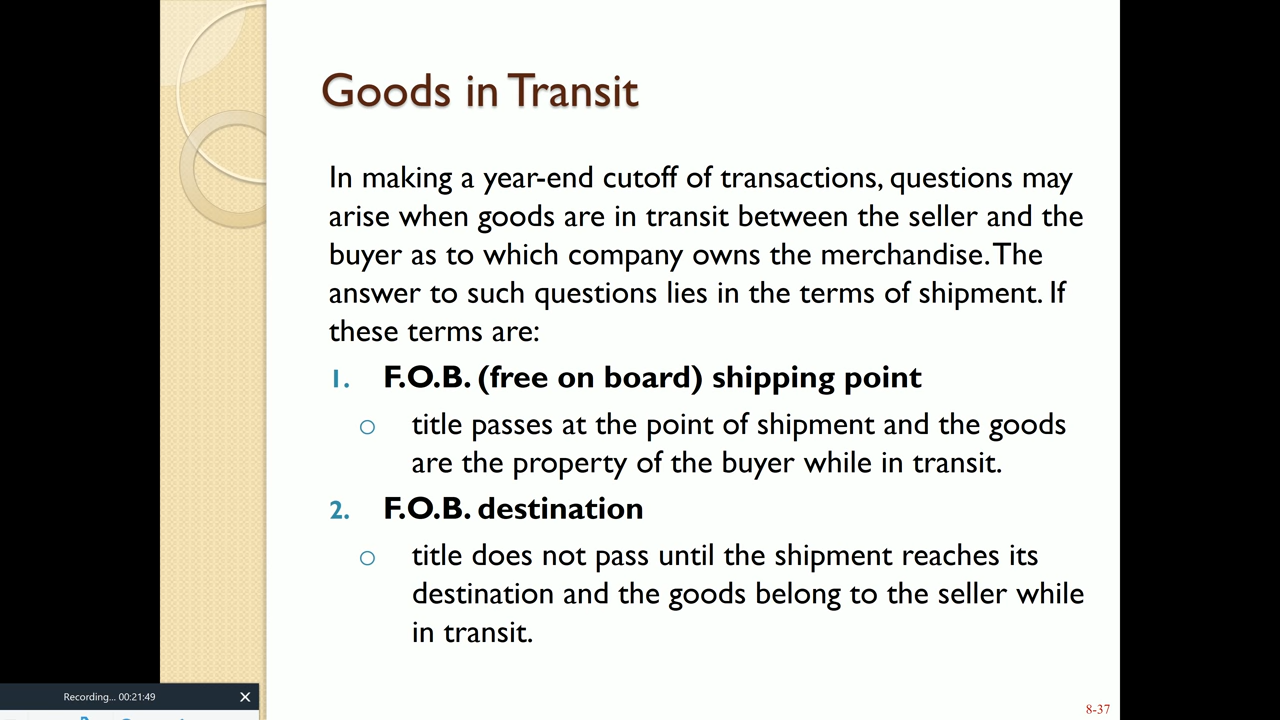 Goods in Transit
In making a year-end cutoff of transactions, questions may
arise when goods are in transit between the seller and the
buyer as to which company owns the merchandise. The
answer to such questions lies in the terms of shipment. If
these terms are:
1. F.O.B. (free on board) shipping point
o title passes at the point of shipment and the goods
are the property of the buyer while in transit.
2. F.O.B. destination
o title does not pass until the shipment reaches its
destination and the goods belong to the seller while
in transit.
Recording... 00:21:49
8-37